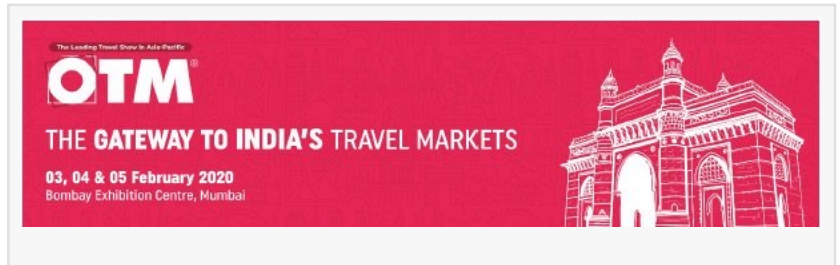 The Leading Travel Show in Asia-Pacific
OTM®
THE GATEWAY TO INDIA'S TRAVEL MARKETS
03, 04 & 05 February 2020
Bombay Exhibition Centre, Mumbai